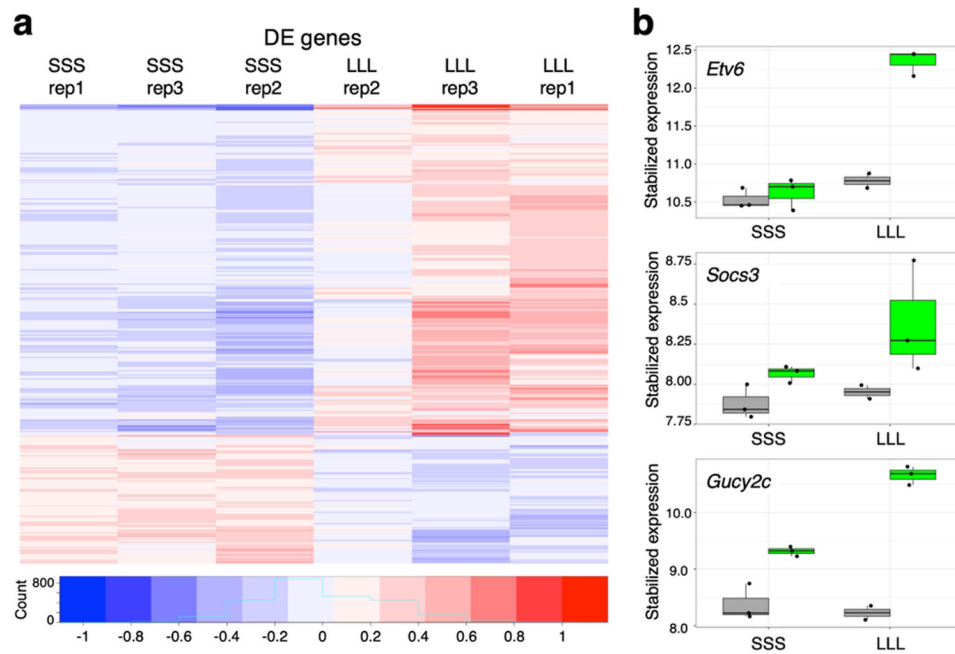 a
DE genes
SSS SSS SSS LLL LLL LLL
rep1 rep3 rep2 rep2 rep3 rep1
Count
800
0
-1 -0.8 -0.6 -0.4 -0.2 0 0.2 0.4 0.6 0.8 1
b
Etv6
Stabilized expression
12.5
12.0
11.5
11.0
10.5
SSS LLL
Socs3
Stabilized expression
8.75
8.5
8.25
8.00
7.75
SSS LLL
Gucy2c
Stabilized expression
10.0
9.0
8.0
SSS LLL